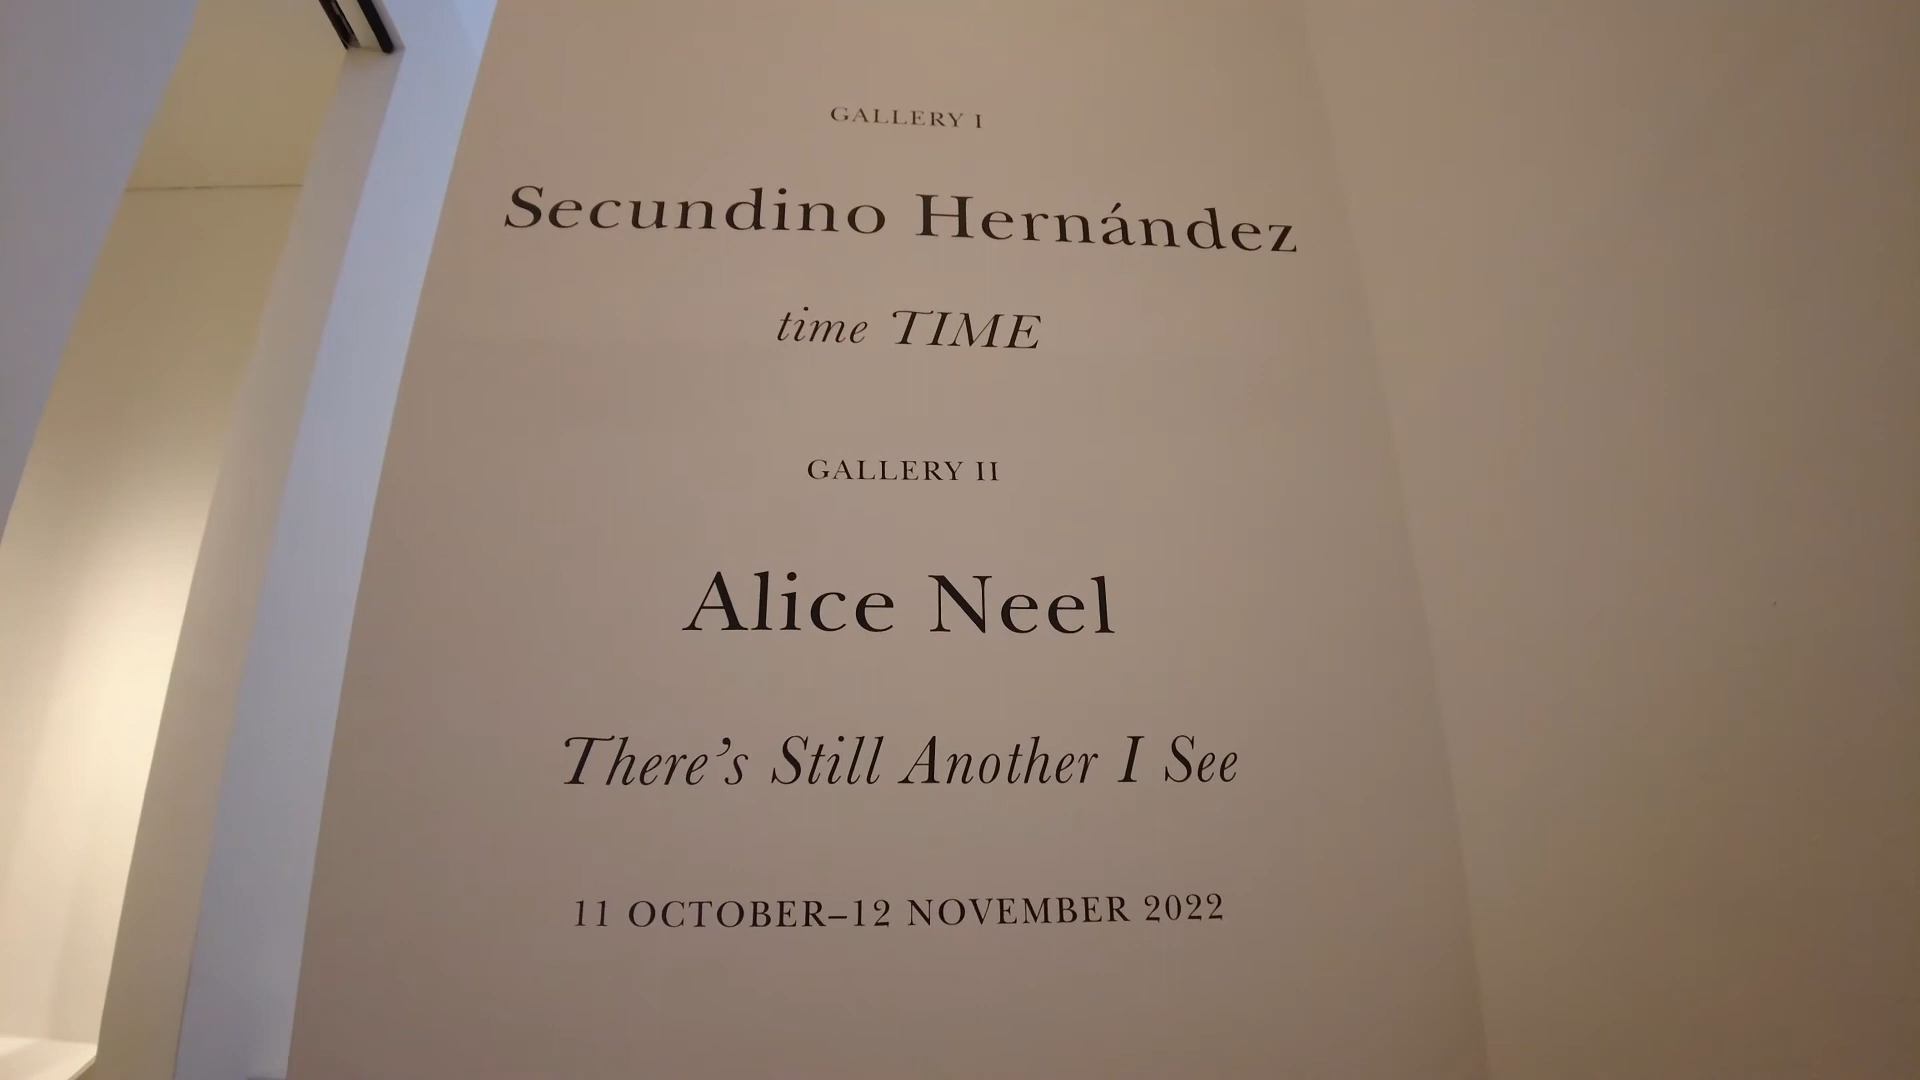 GALLERY I
Secundino Hernández
time TIME
GALLERY II
Alice Neel
There's Still Another I See
11 OCTOBER–12 NOVEMBER 2022